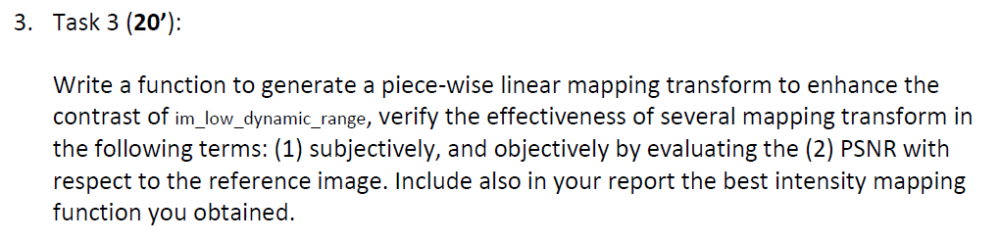 3. Task 3 (20’):
Write a function to generate a piece-wise linear mapping transform to enhance the
contrast of im_low_dynamic_range, verify the effectiveness of several mapping transform in
the following terms: (1) subjectively, and objectively by evaluating the (2) PSNR with
respect to the reference image. Include also in your report the best intensity mapping
function you obtained.